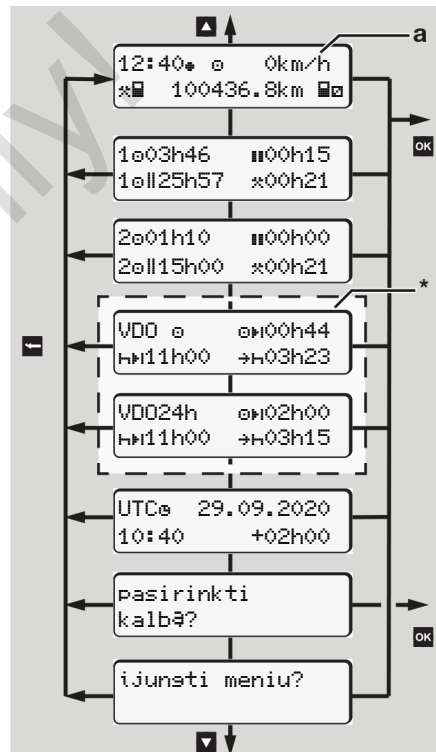 a
12:40 0km/h
100436.8km
OK
1 03h46 00h15
1 25h57 00h21
2 01h10 00h00
2 15h00 00h21
*
VDO 00h44
11h00 03h23
VDO24h 02h00
11h00 03h15
UTC 29.09.2020
10:40 +02h00
pasirinkti
kalbą?
OK
ijungti meniu?